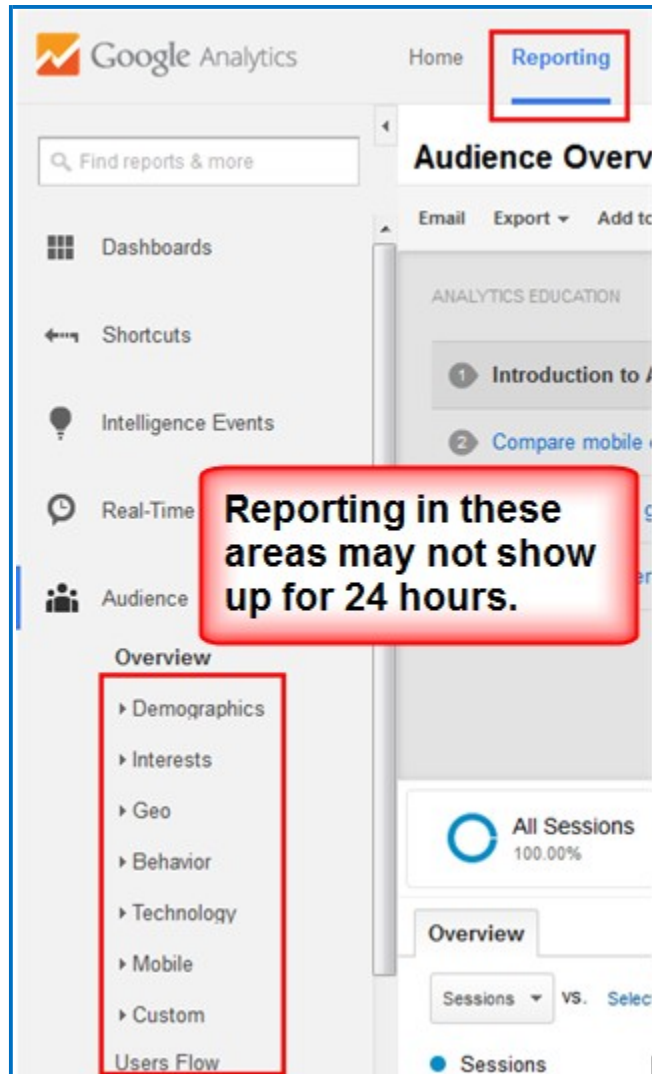 Google Analytics
Home
Reporting
Find reports & more
Dashboards
Shortcuts
Intelligence Events
Real-Time
Audience
Overview
Demographics
Interests
Geo
Behavior
Technology
Mobile
Custom
Users Flow
Audience Overv
Email Export Add to
ANALYTICS EDUCATION
1 Introduction to A
2 Compare mobile
Reporting in these
areas may not show
up for 24 hours.
All Sessions
100.00%
Overview
Sessions VS. Selec
Sessions